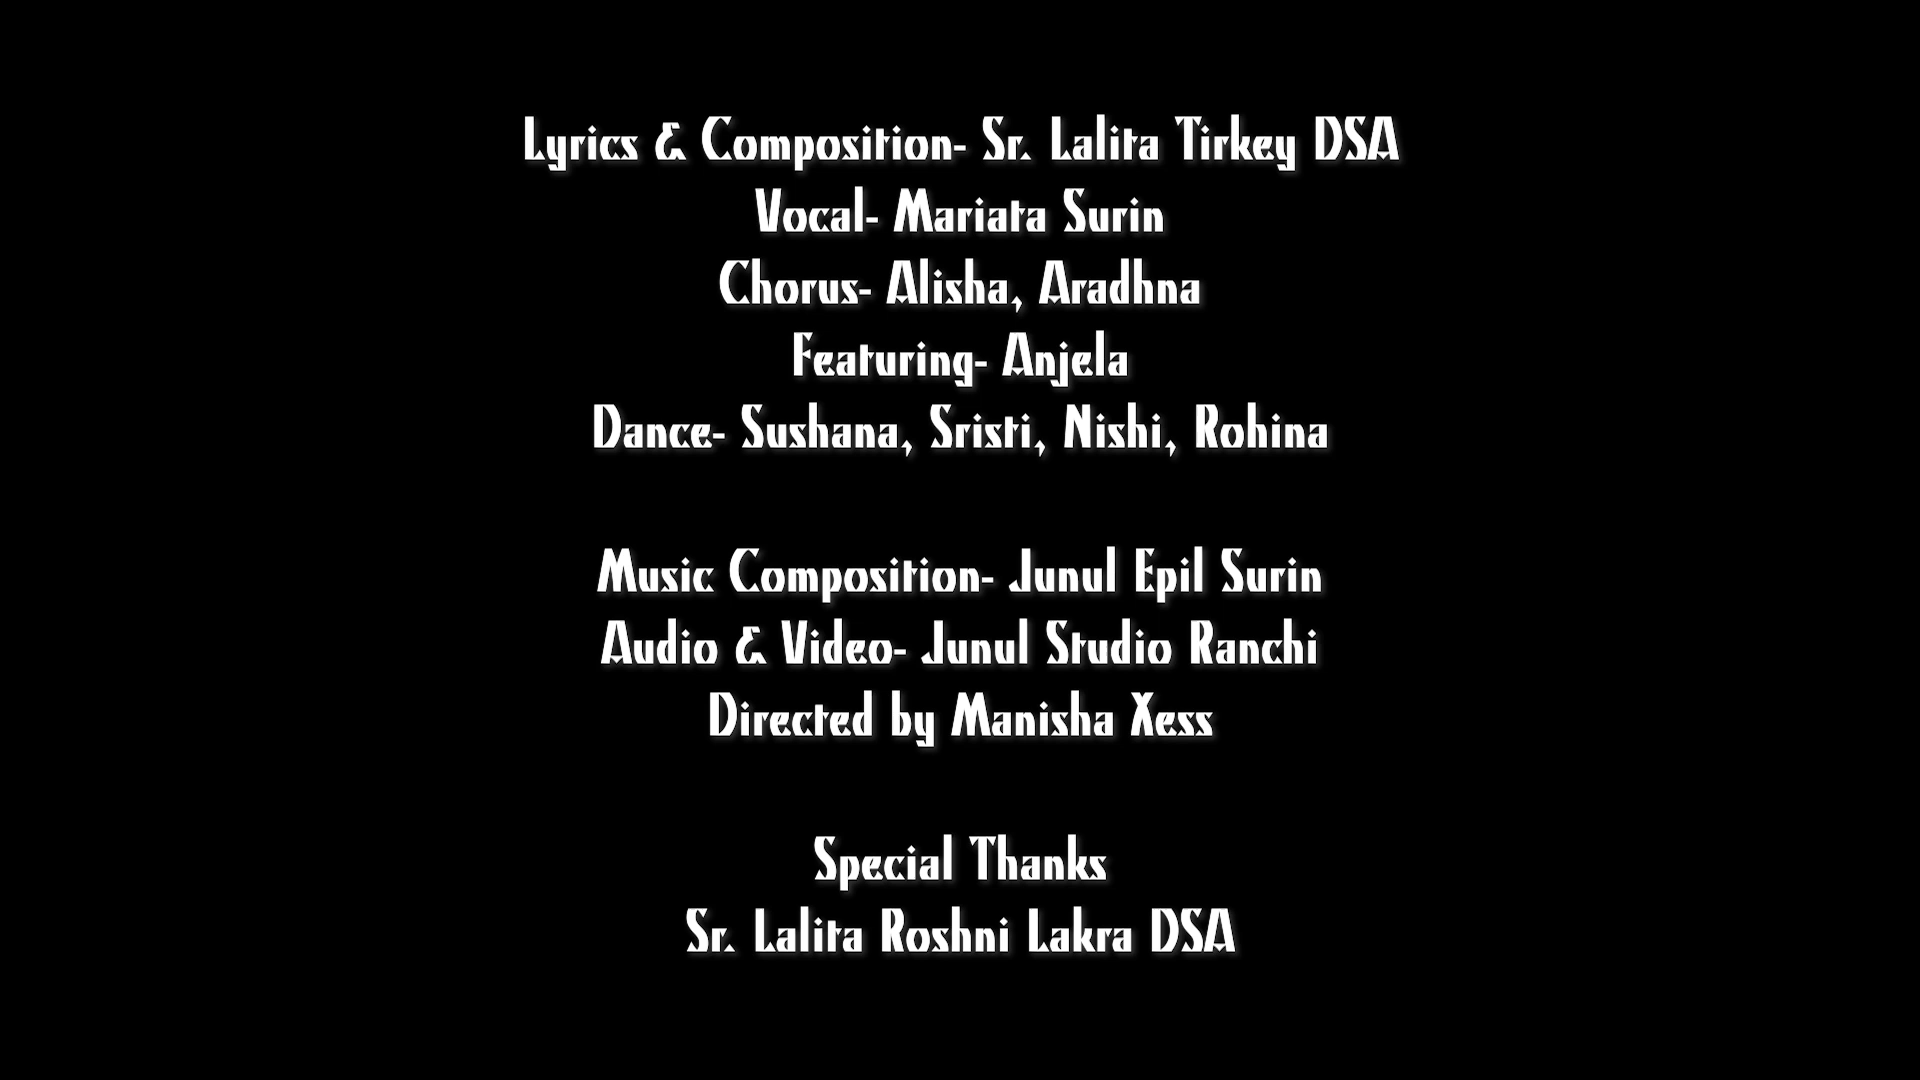 Lyrics & Composition- Sr. Lalita Tirkey DSA
Vocal- Mariata Surin
Chorus- Alisha, Aradhna
Featuring- Anjela
Dance- Sushana, Sristi, Nishi, Rohina
Music Composition- Junul Epil Surin
Audio & Video- Junul Studio Ranchi
Directed by Manisha Xess
Special Thanks
Sr. Lalita Roshni Lakra DSA